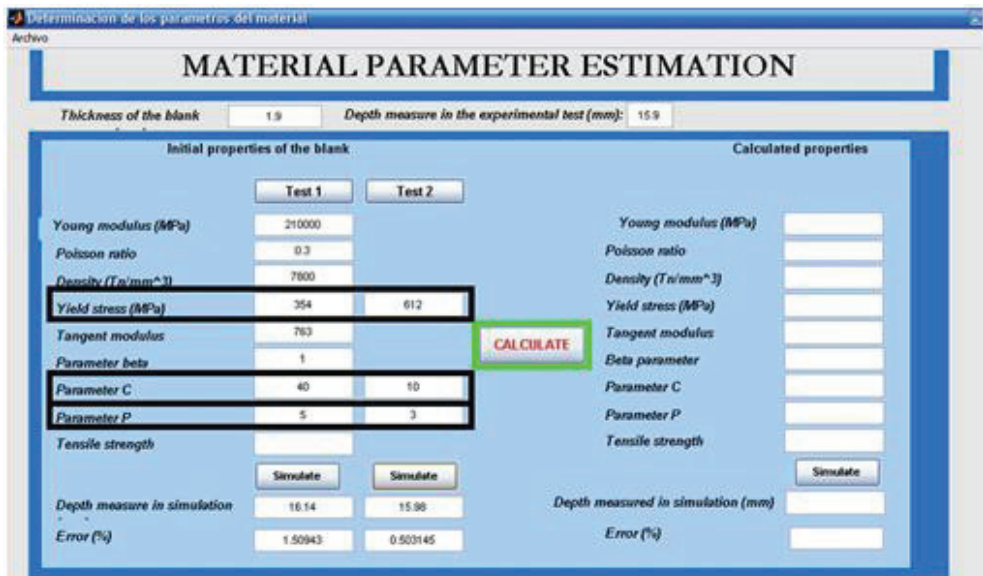 Determinacion de los parametros del material
Archivo
MATERIAL PARAMETER ESTIMATION
Thickness of the blank 1.9 Depth measure in the experimental test (mm): 15.9
Initial properties of the blank Calculated properties
Test 1 Test 2
Young modulus (MPa) 210000 Young modulus (MPa)
Poisson ratio 0.3 Poisson ratio
Density (Tn/mm^3) 7800 Density (Tn/mm^3)
Yield stress (MPa) 354 612 Yield stress (MPa)
Tangent modulus 763 Tangent modulus
CALCULATE
Parameter beta 1 Beta parameter
Parameter C 40 10 Parameter C
Parameter P 5 3 Parameter P
Tensile strength Tensile strength
Simulate Simulate Simulate
Depth measure in simulation 16.14 15.98 Depth measured in simulation (mm)
Error (%) 1.50943 0.503145 Error (%)